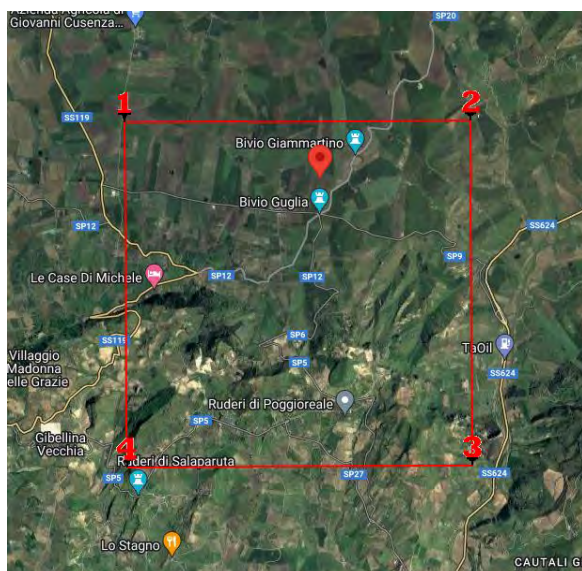 Azienda Agricola di
Giovanni Cusenza...
SP20
1
2
SS119
Bivio Giammartino
Bivio Guglia
SP12
SS624
SP9
Le Case Di Michele
SP12
SP12
SS119
SP6
TaOil
Villaggio
Madonna
elle Grazie
SP5
SS624
Ruderi di Poggioreale
SP5
Gibellina
Vecchia
4
3
Ruderi di Salaparuta
SP5
SP27
SS624
Lo Stagno
CAUTALI G